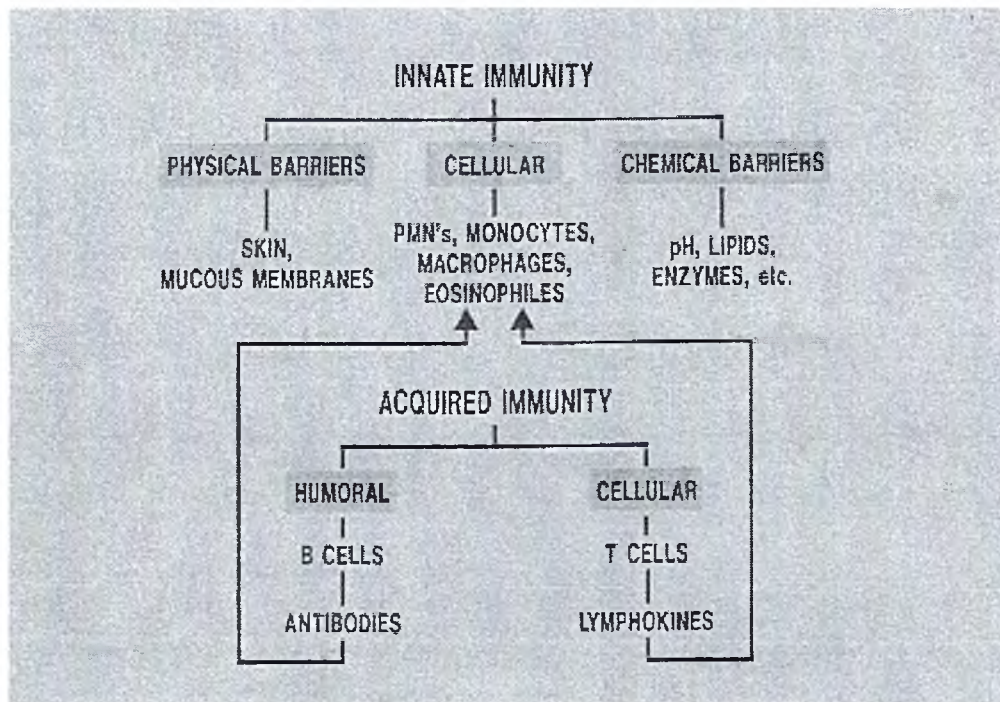 INNATE IMMUNITY
PHYSICAL BARRIERS
CELLULAR
CHEMICAL BARRIERS
SKIN,
MUCOUS MEMBRANES
PMN's, MONOCYTES,
MACROPHAGES,
EOSINOPHILES
pH, LIPIDS,
ENZYMES, etc.
ACQUIRED IMMUNITY
HUMORAL
CELLULAR
B CELLS
T CELLS
ANTIBODIES
LYMPHOKINES